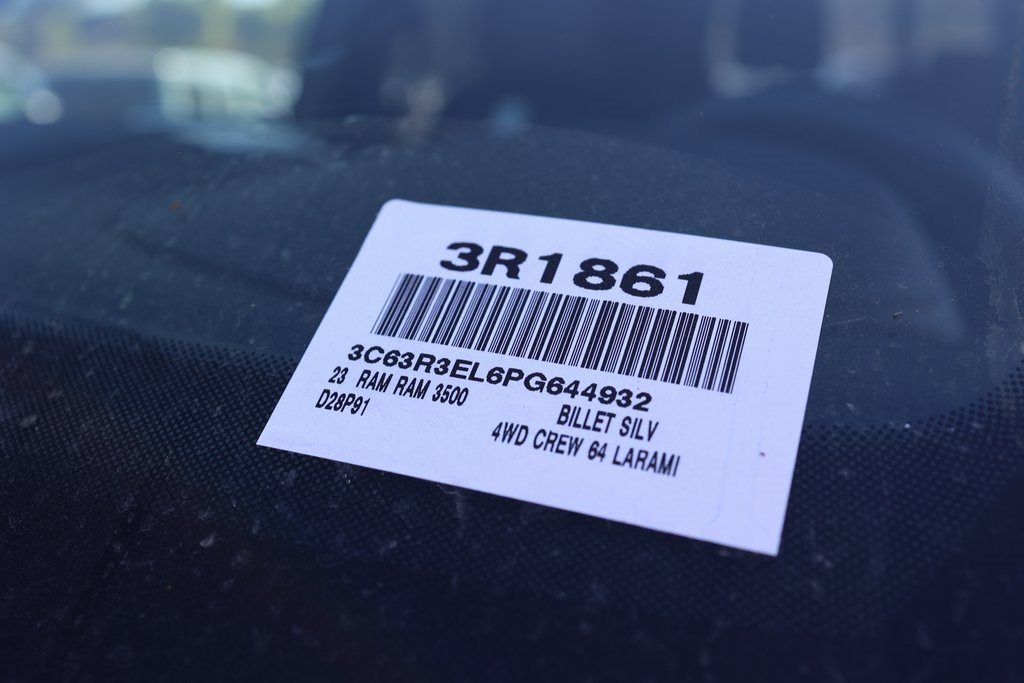 3R1861
3C63R3EL6PG644932
23 RAM RAM 3500 BILLET SILV
D28P91 4WD CREW 64 LARAMI